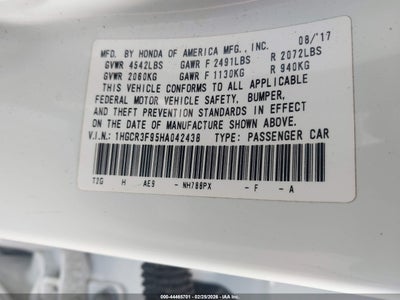 MFD. BY HONDA OF AMERICA MFG., INC. 08/'17
GVWR 4542LBS GAWR F 2491LBS R 2072LBS
GVWR 2060KG GAWR F 1130KG R 940KG
THIS VEHICLE CONFORMS TO ALL APPLICABLE
FEDERAL MOTOR VEHICLE SAFETY, BUMPER,
AND THEFT PREVENTION STANDARDS IN EFFECT
ON THE DATE OF MANUFACTURE SHOWN ABOVE.
V.I.N.: 1HGCR3F95HA042438 TYPE: PASSENGER CAR
T2G H AE9 - NH788PX - F - A
000-44465701 - 02/25/2026 - IAA, Inc.